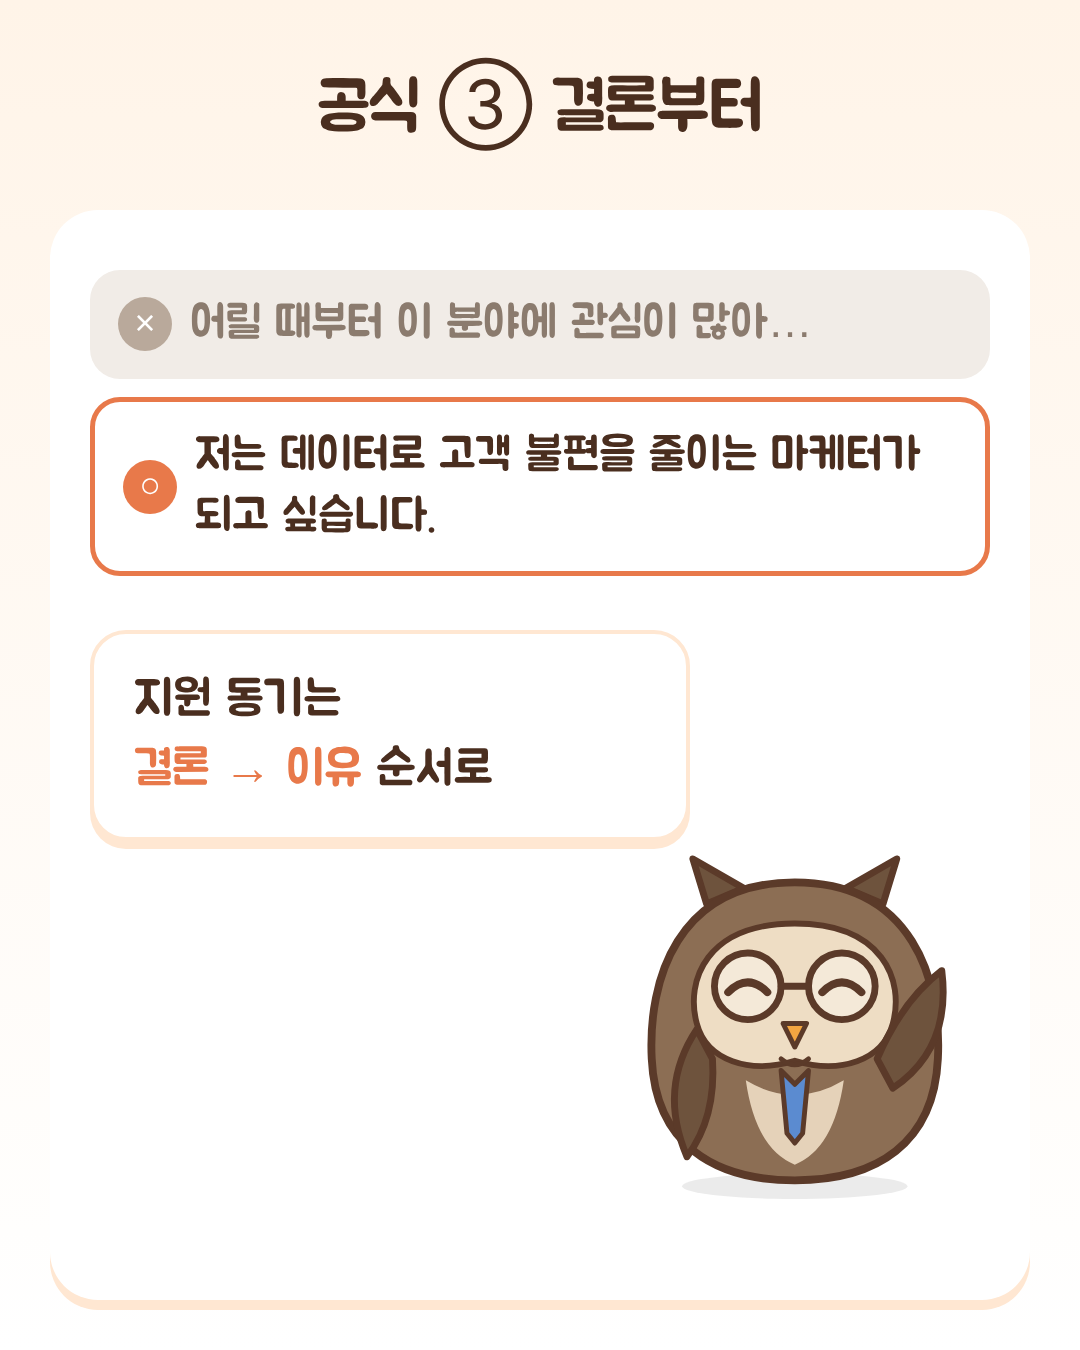 공식 ③ 결론부터
× 어릴 때부터 이 분야에 관심이 많아…
○ 저는 데이터로 고객 불편을 줄이는 마케터가
되고 싶습니다.
지원 동기는
결론 → 이유 순서로